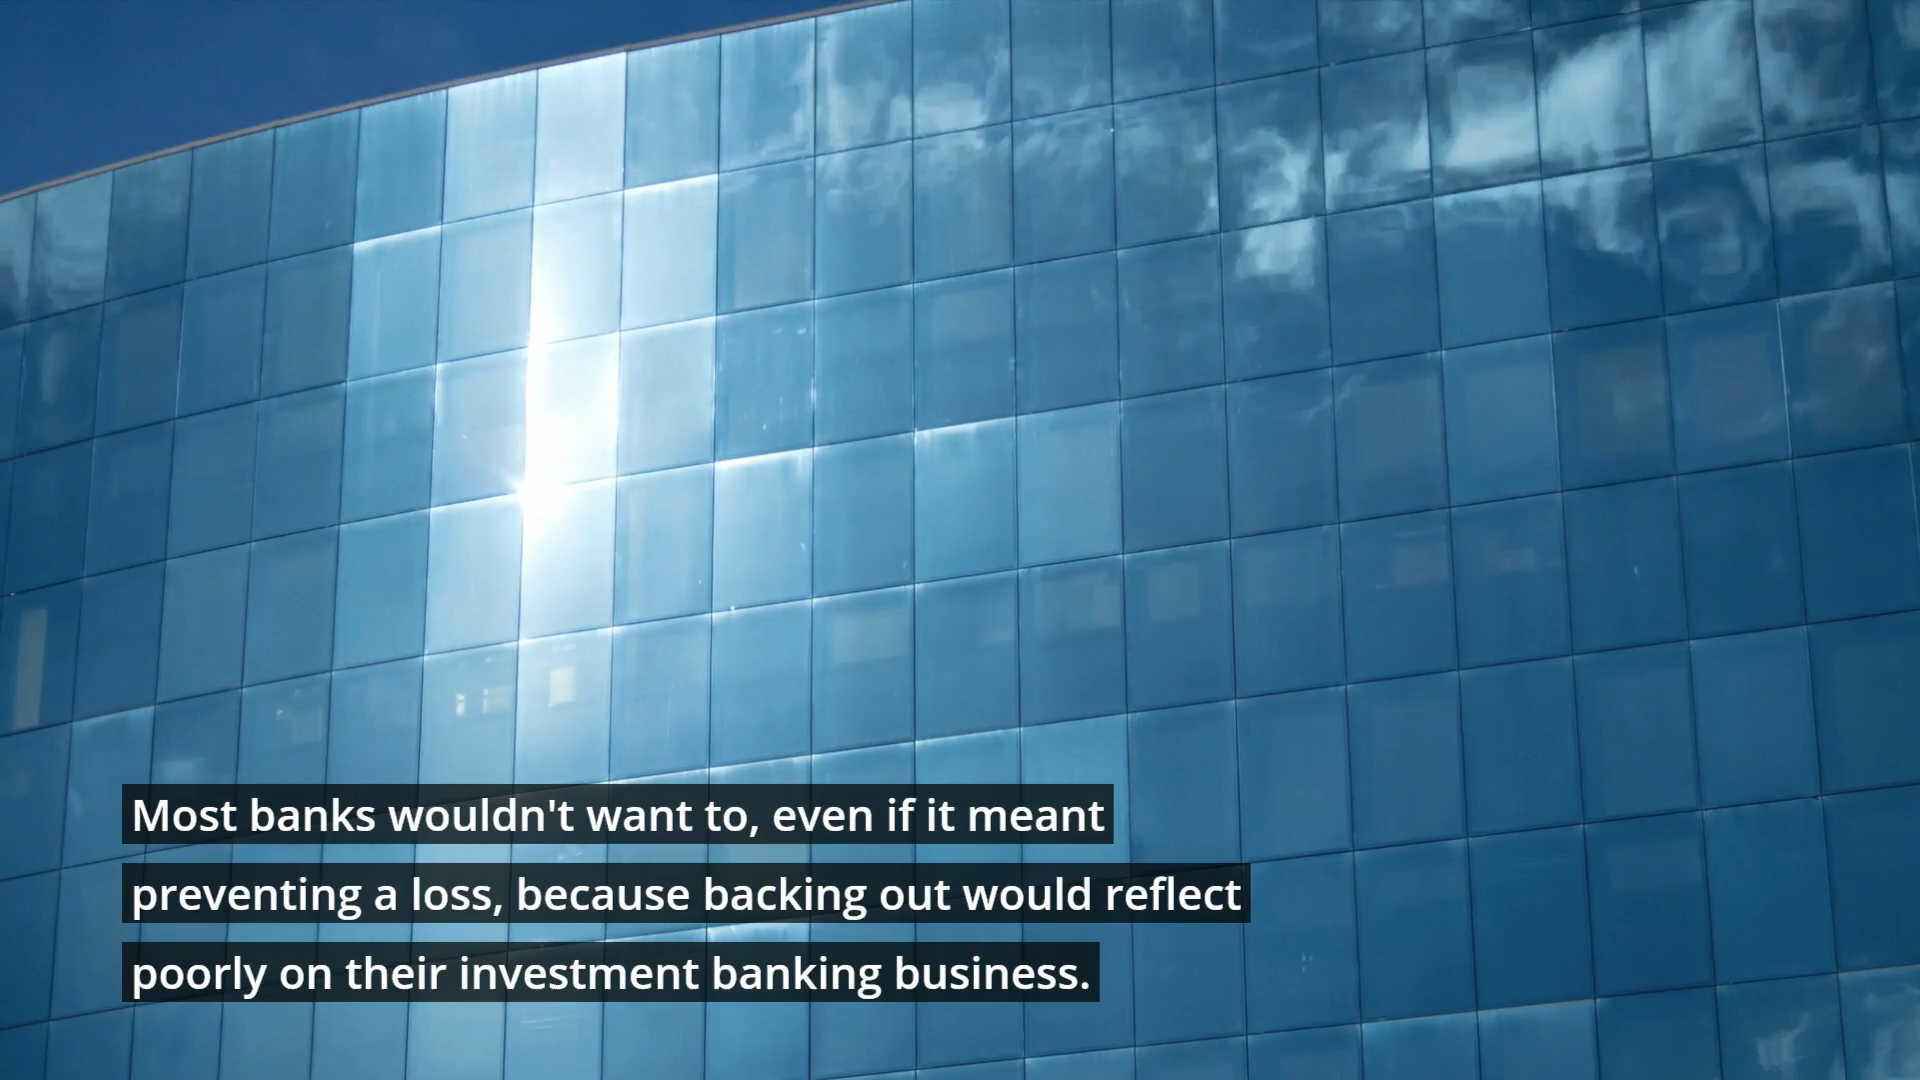 Most banks wouldn't want to, even if it meant
preventing a loss, because backing out would reflect
poorly on their investment banking business.